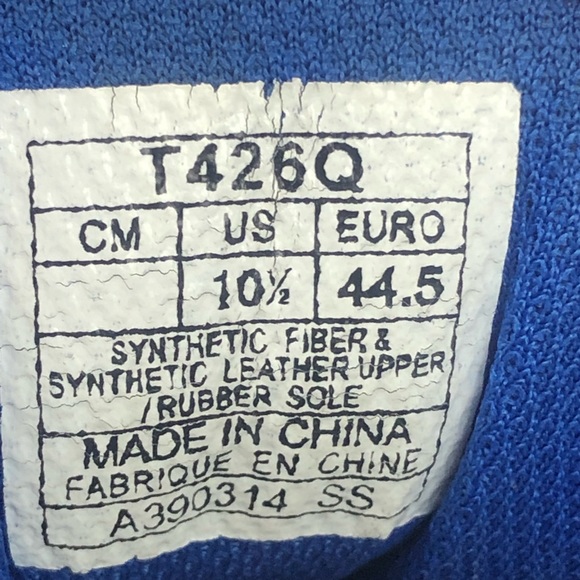 T426Q
CM US EURO
10½ 44.5
SYNTHETIC FIBER &
SYNTHETIC LEATHER UPPER
/RUBBER SOLE
MADE IN CHINA
FABRIQUE EN CHINE
A390314 SS